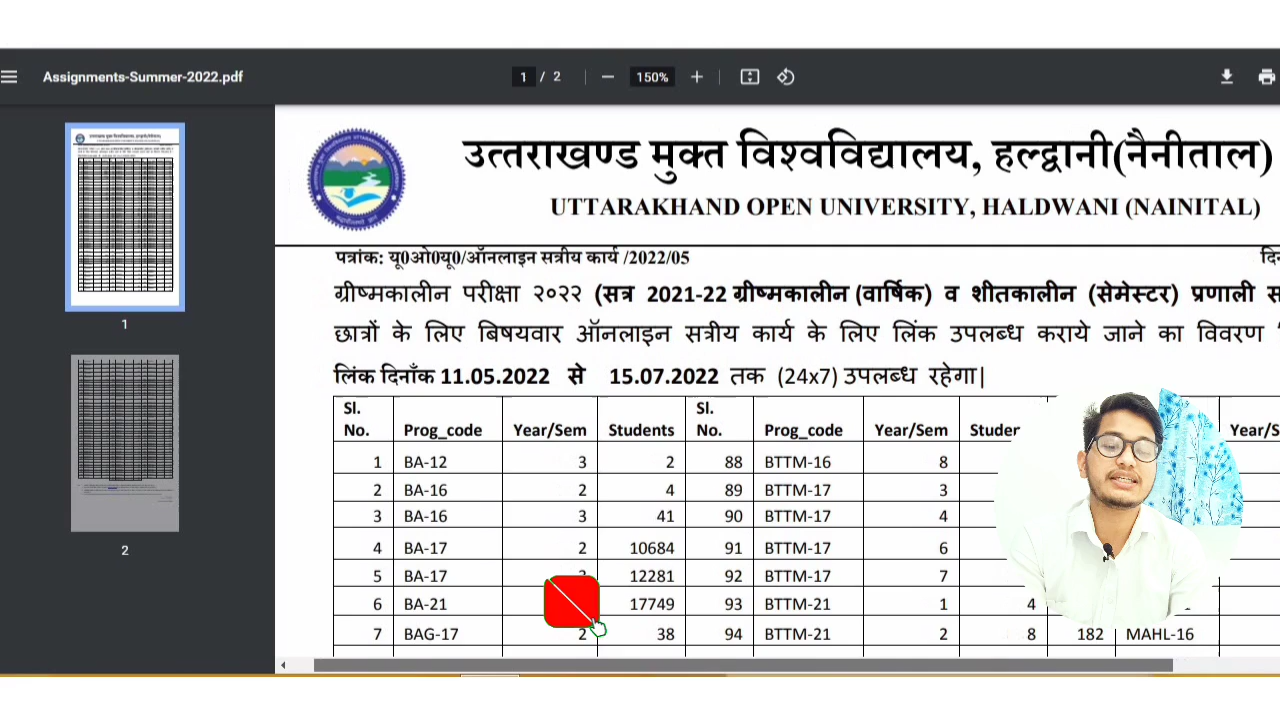 Assignments-Summer-2022.pdf
1 / 2
150%
उत्तराखण्ड मुक्त विश्वविद्यालय, हल्द्वानी(नैनीताल)
UTTARAKHAND OPEN UNIVERSITY, HALDWANI (NAINITAL)
पत्रांक: यू0ओ0यू0/ऑनलाइन सत्रीय कार्य /2022/05
ग्रीष्मकालीन परीक्षा २०२२ (सत्र 2021-22 ग्रीष्मकालीन (वार्षिक) व शीतकालीन (सेमेस्टर) प्रणाली
छात्रों के लिए बिषयवार ऑनलाइन सत्रीय कार्य के लिए लिंक उपलब्ध कराये जाने का विवरण
लिंक दिनाँक 11.05.2022 से 15.07.2022 तक (24x7) उपलब्ध रहेगा|
Sl. No. Prog_code Year/Sem Students Sl. No. Prog_code Year/Sem
1 BA-12 3 2 88 BTTM-16 8
2 BA-16 2 4 89 BTTM-17 3
3 BA-16 3 41 90 BTTM-17 4
4 BA-17 2 10684 91 BTTM-17 6
5 BA-17 12281 92 BTTM-17 7
6 BA-21 17749 93 BTTM-21 1 4
7 BAG-17 2 38 94 BTTM-21 2 8 182 MAHL-16
1
2